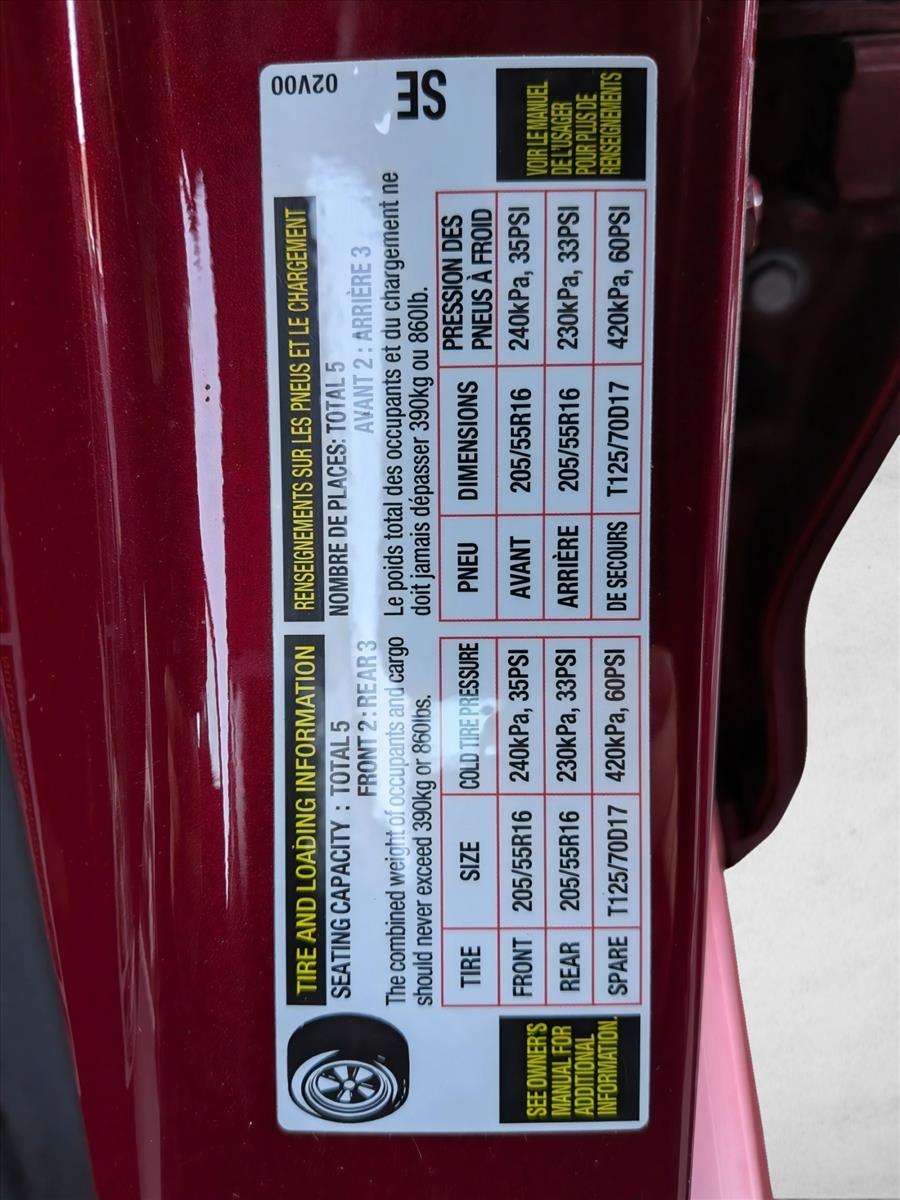 TIRE AND LOADING INFORMATION
SEATING CAPACITY : TOTAL 5
FRONT 2 : REAR 3
The combined weight of occupants and cargo
should never exceed 390kg or 860lbs.
TIRE SIZE COLD TIRE PRESSURE
FRONT 205/55R16 240kPa, 35PSI
REAR 205/55R16 230kPa, 33PSI
SPARE T125/70D17 420kPa, 60PSI
SEE OWNER'S
MANUAL FOR
ADDITIONAL
INFORMATION.
RENSEIGNEMENTS SUR LES PNEUS ET LE CHARGEMENT
NOMBRE DE PLACES: TOTAL 5
AVANT 2 : ARRIÈRE 3
Le poids total des occupants et du chargement ne
doit jamais dépasser 390kg ou 860lb.
PNEU DIMENSIONS PRESSION DES
PNEUS À FROID
AVANT 205/55R16 240kPa, 35PSI
ARRIÈRE 205/55R16 230kPa, 33PSI
DE SECOURS T125/70D17 420kPa, 60PSI
VOIR LE MANUEL
DE L'USAGER
POUR PLUS DE
RENSEIGNEMENTS
02V00
SE